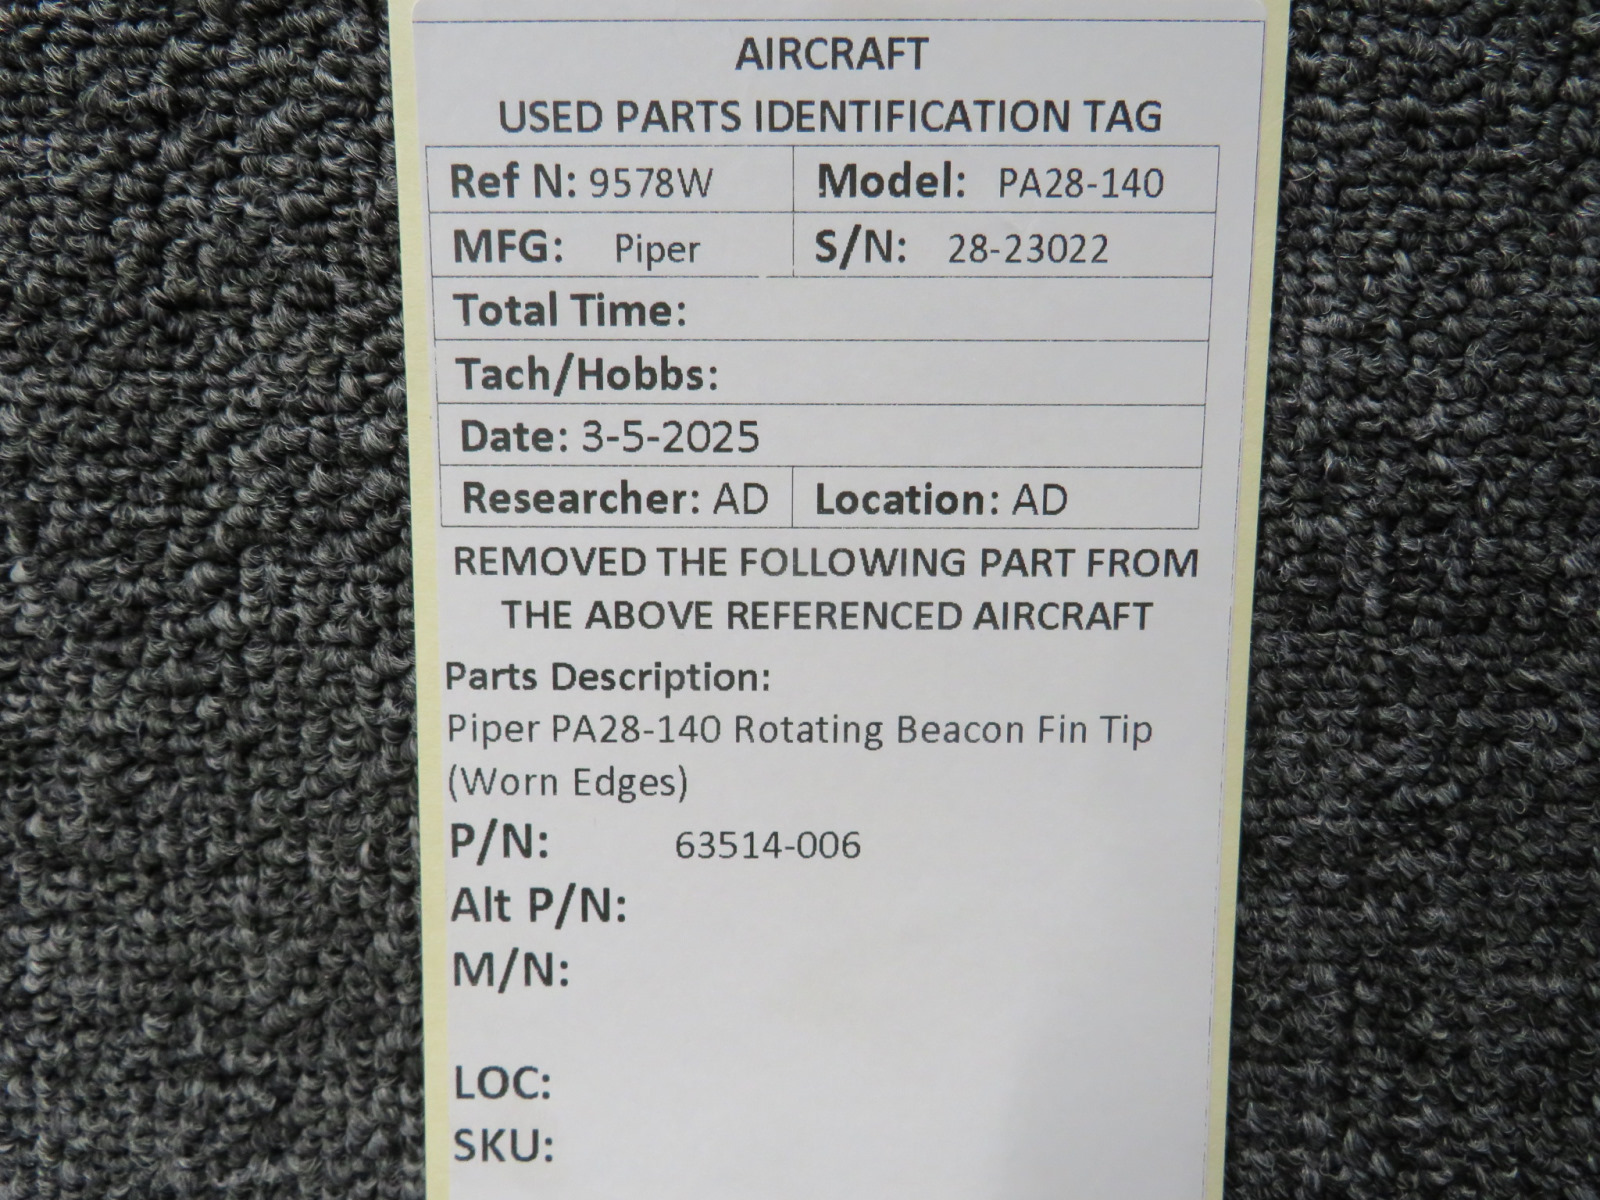 AIRCRAFT
USED PARTS IDENTIFICATION TAG
Ref N: 9578W Model: PA28-140
MFG: Piper S/N: 28-23022
Total Time:
Tach/Hobbs:
Date: 3-5-2025
Researcher: AD Location: AD
REMOVED THE FOLLOWING PART FROM
THE ABOVE REFERENCED AIRCRAFT
Parts Description:
Piper PA28-140 Rotating Beacon Fin Tip
(Worn Edges)
P/N: 63514-006
Alt P/N:
M/N:
LOC:
SKU: